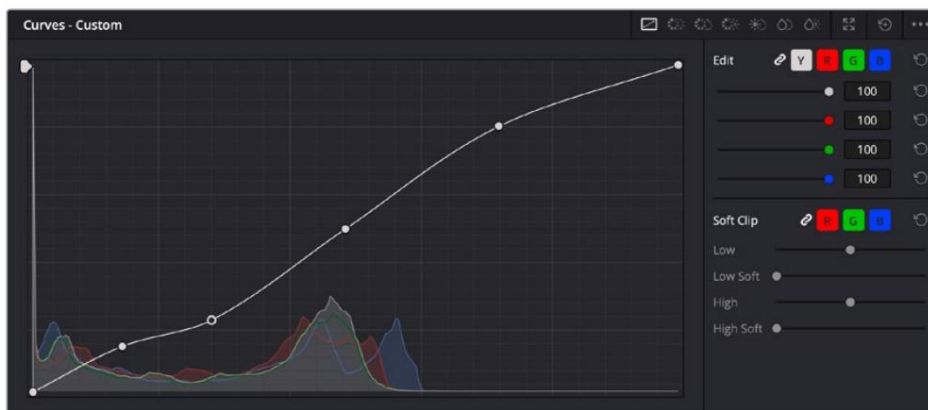 Curves - Custom
Edit Y R G B
100
100
100
100
Soft Clip R G B
Low
Low Soft
High
High Soft